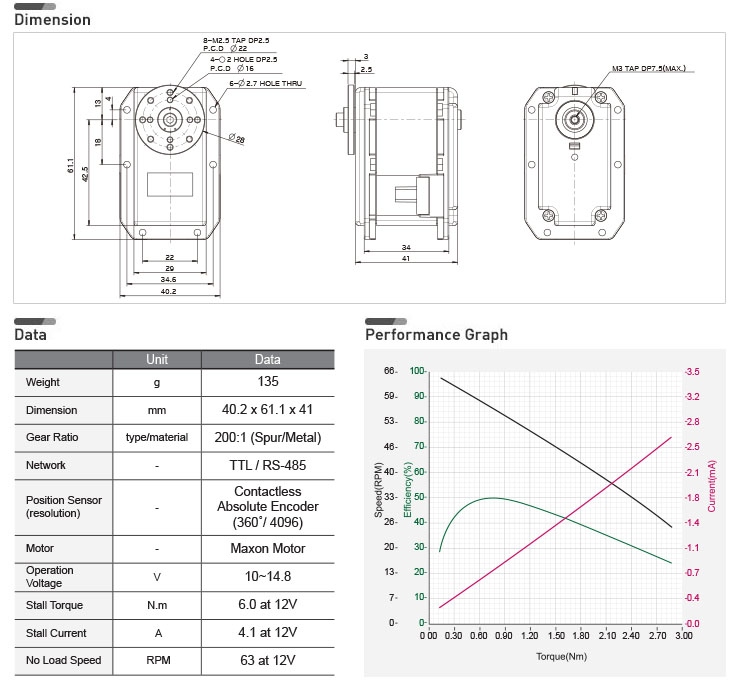 Dimension
8-M2.5 TAP DP2.5
P.C.D ∅22
4-○2 HOLE DP2.5
P.C.D ∅16
6-∅2.7 HOLE THRU
∅28
4
13
18
42.5
61.1
22
29
34.6
40.2
3
2.5
34
41
M3 TAP DP7.5(MAX.)
Data
Unit Data
Weight g 135
Dimension mm 40.2 x 61.1 x 41
Gear Ratio type/material 200:1 (Spur/Metal)
Network - TTL / RS-485
Position Sensor (resolution) - Contactless
Absolute Encoder
(360˚/ 4096)
Motor - Maxon Motor
Operation
Voltage V 10~14.8
Stall Torque N.m 6.0 at 12V
Stall Current A 4.1 at 12V
No Load Speed RPM 63 at 12V
Performance Graph
66- 100- -3.5
59- 90- -3.2
53- 80- -2.8
46- 70- -2.5
40- 60- -2.1
33- 50- -1.8
26- 40- -1.4
20- 30- -1.1
13- 20- -0.7
7- 10- -0.4
0- 0- -0.0
Speed(RPM)
Efficiency(%)
Current(mA)
0 00 0.30 0.60 0.90 1.20 1.50 1.80 2.10 2.40 2.70 3.00
Torque(Nm)